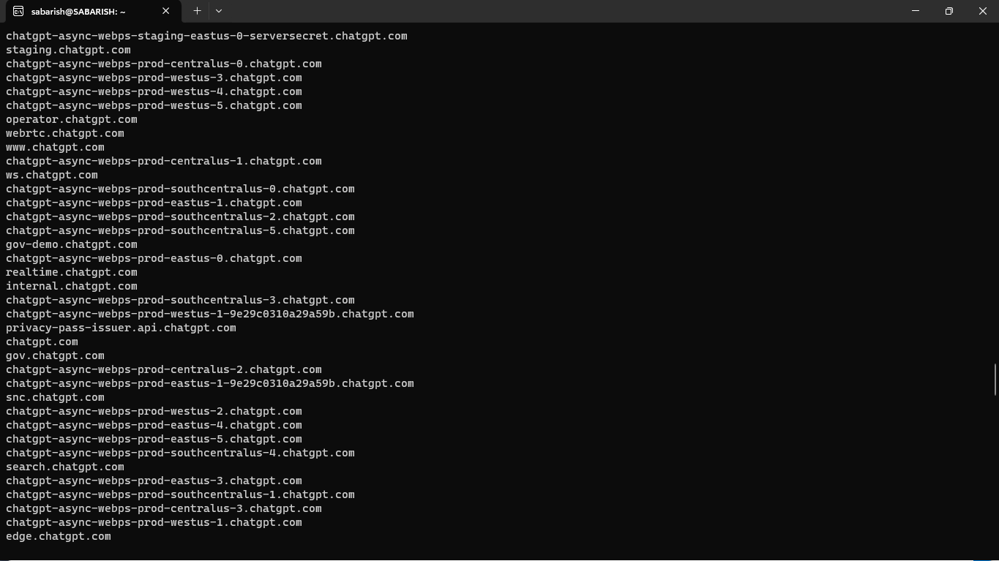 sabarish@SABARISH: ~
chatgpt-async-webps-staging-eastus-0-serversecret.chatgpt.com
staging.chatgpt.com
chatgpt-async-webps-prod-centralus-0.chatgpt.com
chatgpt-async-webps-prod-westus-3.chatgpt.com
chatgpt-async-webps-prod-westus-4.chatgpt.com
chatgpt-async-webps-prod-westus-5.chatgpt.com
operator.chatgpt.com
webrtc.chatgpt.com
www.chatgpt.com
chatgpt-async-webps-prod-centralus-1.chatgpt.com
ws.chatgpt.com
chatgpt-async-webps-prod-southcentralus-0.chatgpt.com
chatgpt-async-webps-prod-eastus-1.chatgpt.com
chatgpt-async-webps-prod-southcentralus-2.chatgpt.com
chatgpt-async-webps-prod-southcentralus-5.chatgpt.com
gov-demo.chatgpt.com
chatgpt-async-webps-prod-eastus-0.chatgpt.com
realtime.chatgpt.com
internal.chatgpt.com
chatgpt-async-webps-prod-southcentralus-3.chatgpt.com
chatgpt-async-webps-prod-westus-1-9e29c0310a29a59b.chatgpt.com
privacy-pass-issuer.api.chatgpt.com
chatgpt.com
gov.chatgpt.com
chatgpt-async-webps-prod-centralus-2.chatgpt.com
chatgpt-async-webps-prod-eastus-1-9e29c0310a29a59b.chatgpt.com
snc.chatgpt.com
chatgpt-async-webps-prod-westus-2.chatgpt.com
chatgpt-async-webps-prod-eastus-4.chatgpt.com
chatgpt-async-webps-prod-eastus-5.chatgpt.com
chatgpt-async-webps-prod-southcentralus-4.chatgpt.com
search.chatgpt.com
chatgpt-async-webps-prod-eastus-3.chatgpt.com
chatgpt-async-webps-prod-southcentralus-1.chatgpt.com
chatgpt-async-webps-prod-centralus-3.chatgpt.com
chatgpt-async-webps-prod-westus-1.chatgpt.com
edge.chatgpt.com